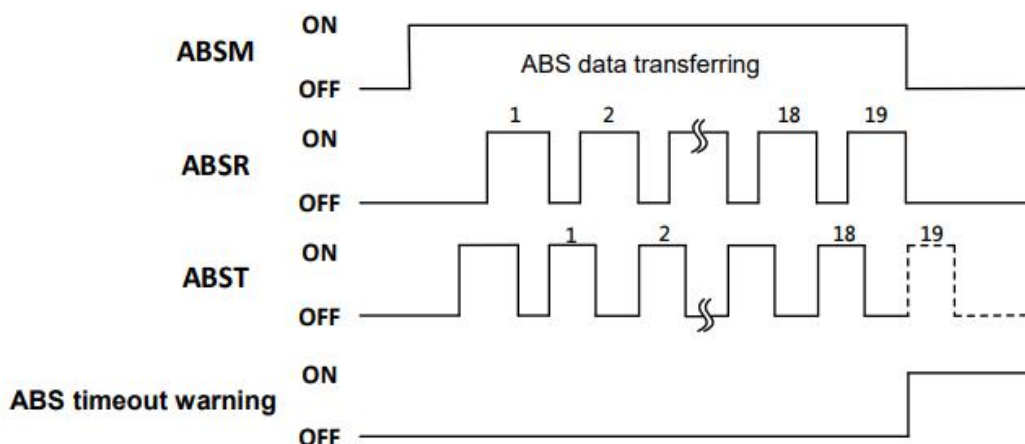 ON
ABSM
ABS data transferring
OFF
1 2 18 19
ON
ABSR
OFF
1 2 18 19
ON
ABST
OFF
ON
ABS timeout warning
OFF